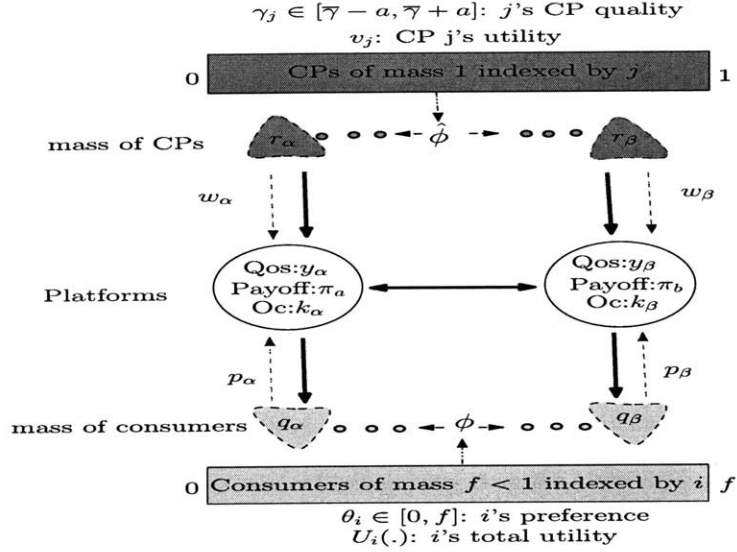 γ_j ∈ [γ̅ − a, γ̅ + a]: j's CP quality
v_j: CP j's utility
0 CPs of mass 1 indexed by j 1
mass of CPs r_α ϕ̂ r_β
w_α w_β
Qos:y_α Qos:y_β
Platforms Payoff:π_a Payoff:π_b
Oc:k_α Oc:k_β
p_α p_β
mass of consumers q_α ϕ q_β
0 Consumers of mass f < 1 indexed by i f
θ_i ∈ [0, f]: i's preference
U_i(.): i's total utility